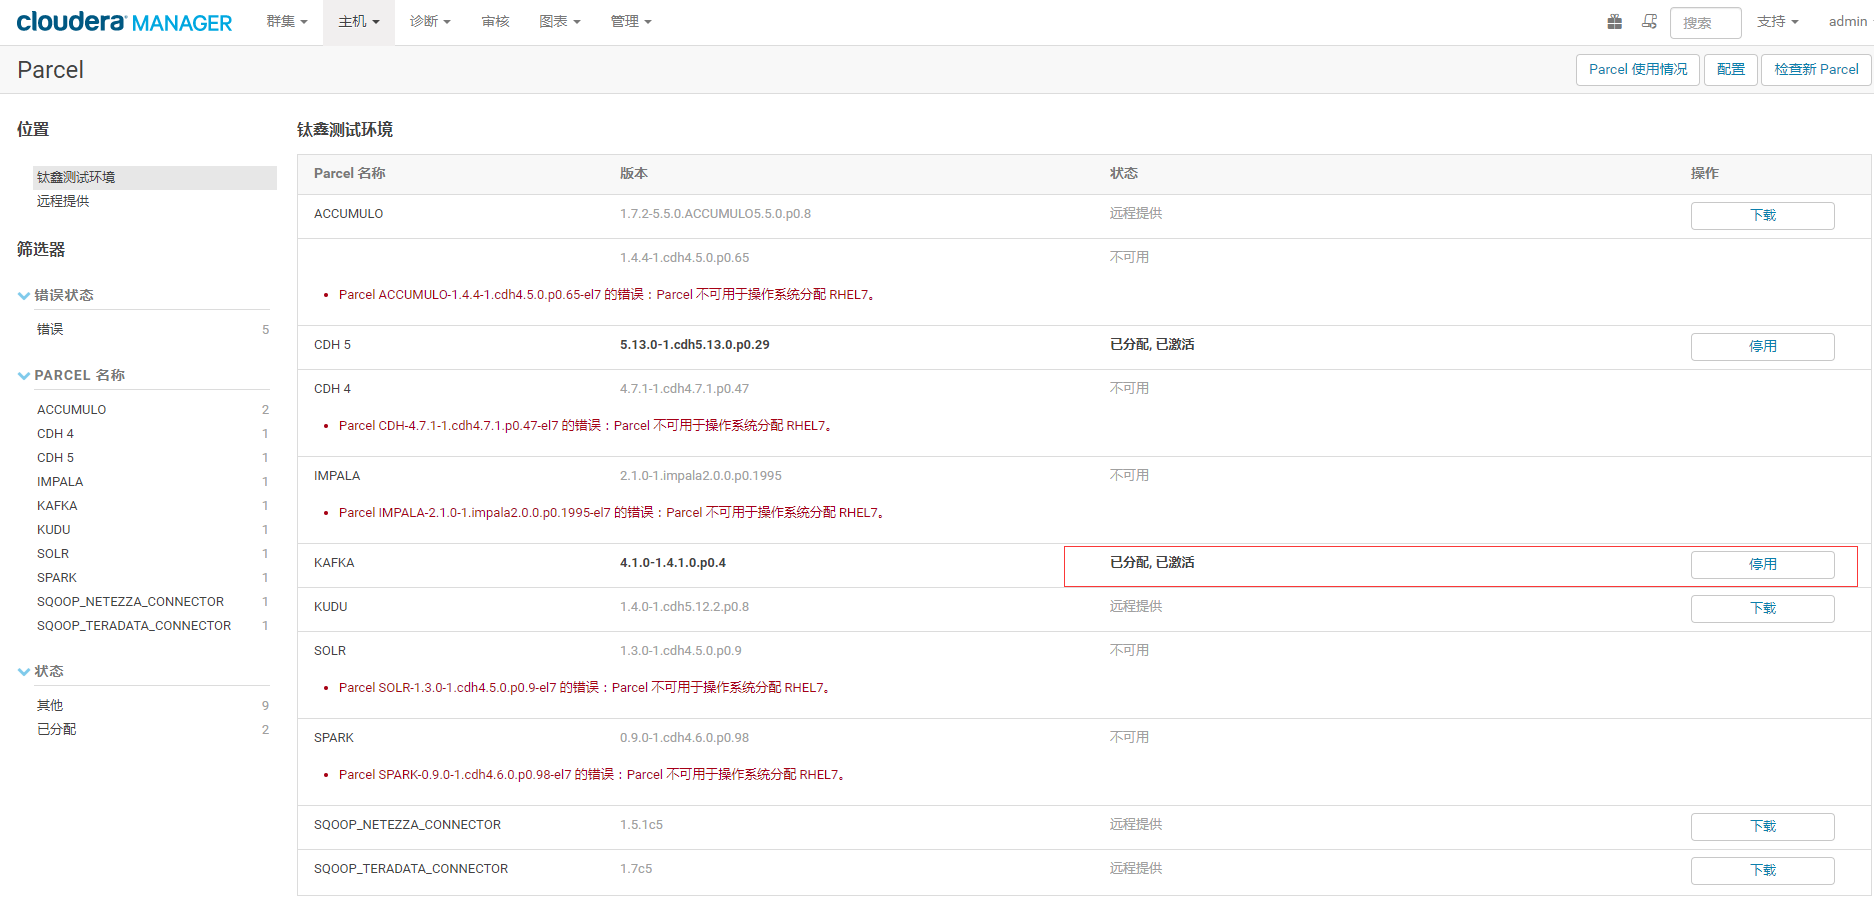 cloudera MANAGER 群集 主机 诊断 审核 图表 管理 搜索 支持 admin
Parcel Parcel 使用情况 配置 检查新 Parcel
位置
钛鑫测试环境
远程提供
筛选器
错误状态
错误 5
PARCEL 名称
ACCUMULO 2
CDH 4 1
CDH 5 1
IMPALA 1
KAFKA 1
KUDU 1
SOLR 1
SPARK 1
SQOOP_NETEZZA_CONNECTOR 1
SQOOP_TERADATA_CONNECTOR 1
状态
其他 9
已分配 2
钛鑫测试环境
Parcel 名称 版本 状态 操作
ACCUMULO 1.7.2-5.5.0.ACCUMULO5.5.0.p0.8 远程提供 下载
1.4.4-1.cdh4.5.0.p0.65 不可用
Parcel ACCUMULO-1.4.4-1.cdh4.5.0.p0.65-el7 的错误：Parcel 不可用于操作系统分配 RHEL7。
CDH 5 5.13.0-1.cdh5.13.0.p0.29 已分配, 已激活 停用
CDH 4 4.7.1-1.cdh4.7.1.p0.47 不可用
Parcel CDH-4.7.1-1.cdh4.7.1.p0.47-el7 的错误：Parcel 不可用于操作系统分配 RHEL7。
IMPALA 2.1.0-1.impala2.0.0.p0.1995 不可用
Parcel IMPALA-2.1.0-1.impala2.0.0.p0.1995-el7 的错误：Parcel 不可用于操作系统分配 RHEL7。
KAFKA 4.1.0-1.4.1.0.p0.4 已分配, 已激活 停用
KUDU 1.4.0-1.cdh5.12.2.p0.8 远程提供 下载
SOLR 1.3.0-1.cdh4.5.0.p0.9 不可用
Parcel SOLR-1.3.0-1.cdh4.5.0.p0.9-el7 的错误：Parcel 不可用于操作系统分配 RHEL7。
SPARK 0.9.0-1.cdh4.6.0.p0.98 不可用
Parcel SPARK-0.9.0-1.cdh4.6.0.p0.98-el7 的错误：Parcel 不可用于操作系统分配 RHEL7。
SQOOP_NETEZZA_CONNECTOR 1.5.1c5 远程提供 下载
SQOOP_TERADATA_CONNECTOR 1.7c5 远程提供 下载